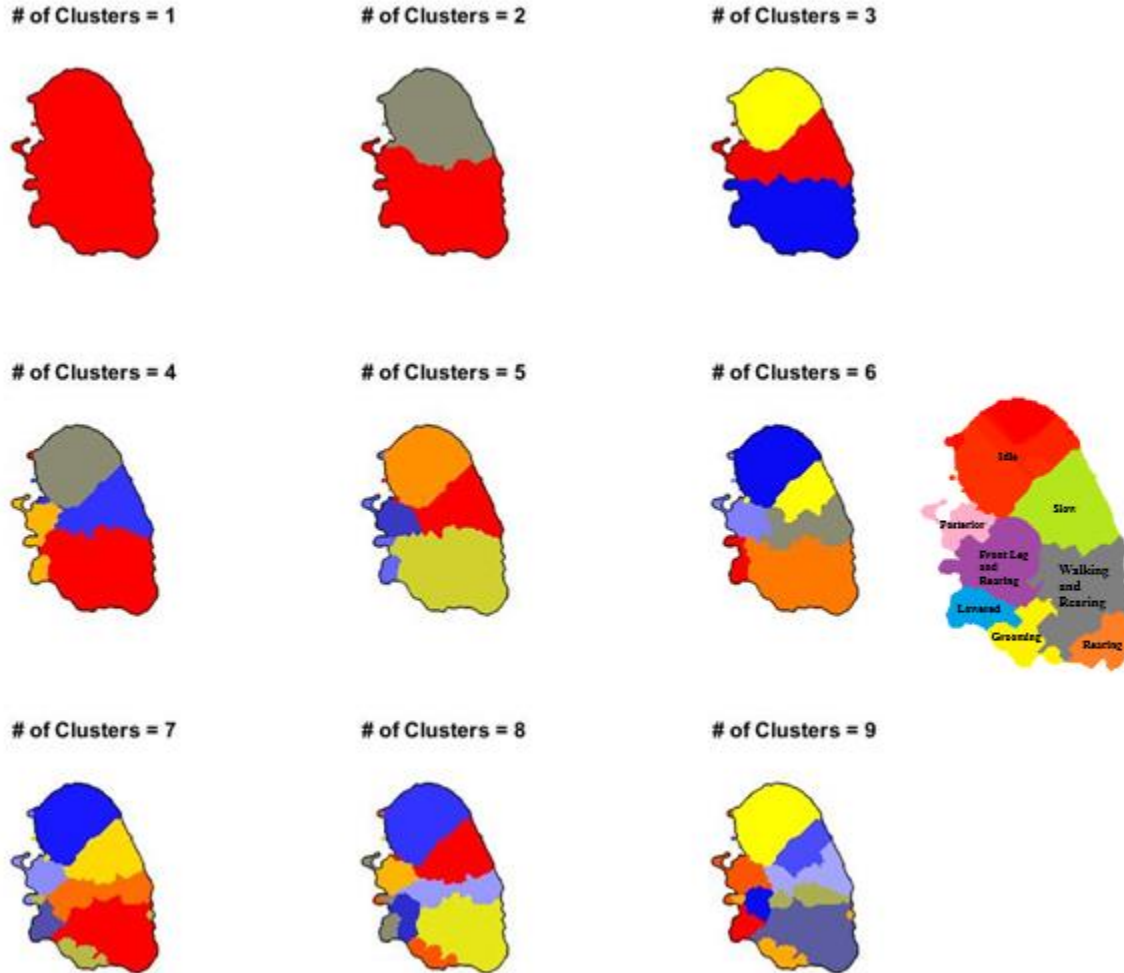 # of Clusters = 1
# of Clusters = 2
# of Clusters = 3
# of Clusters = 4
# of Clusters = 5
# of Clusters = 6
Idle
Slow
Posterior
Front Leg
and
Rearing
Walking
and
Rearing
Lowered
Grooming
Rearing
# of Clusters = 7
# of Clusters = 8
# of Clusters = 9